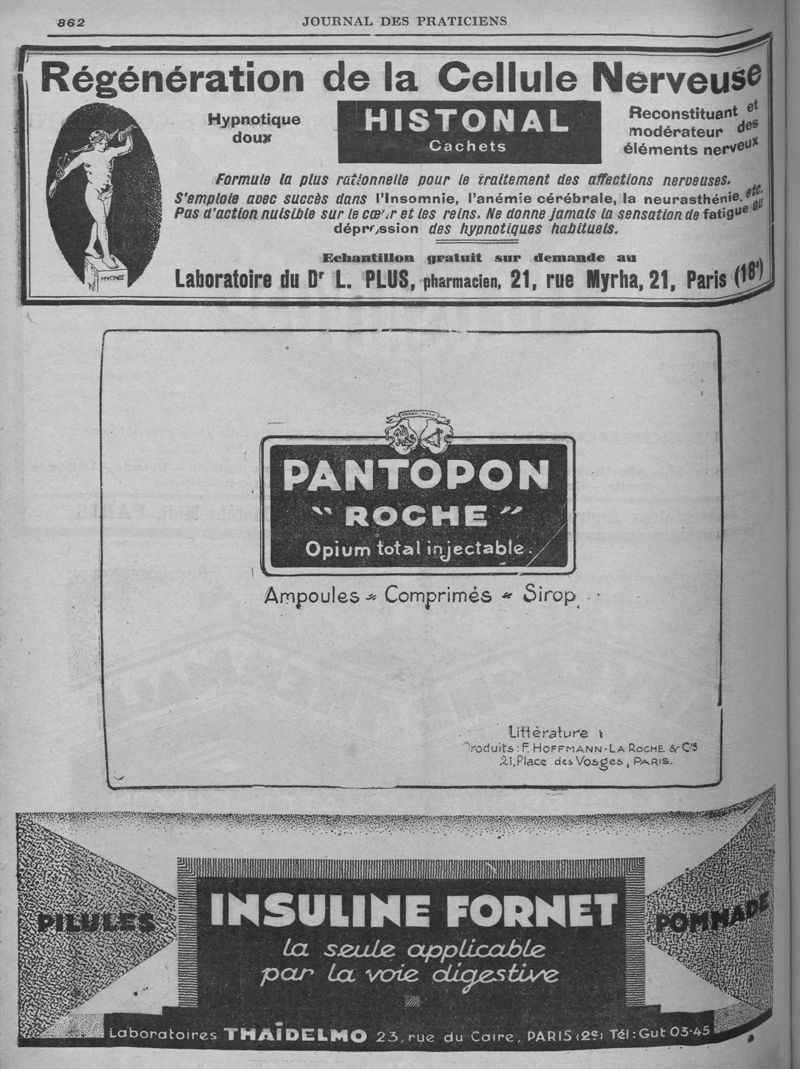 862
JOURNAL DES PRATICIENS
Régénération de la Cellule Nerveuse
Hypnotique
doux
HISTONAL
Cachets
Reconstituant et
modérateur des
éléments nerveux
Formule la plus rationnelle pour le traitement des affections nerveuses.
S'emploie avec succès dans l'Insomnie, l'anémie cérébrale, la neurasthénie, etc.
Pas d'action nuisible sur le cœur et les reins. Ne donne jamais la sensation de fatigue ou
dépression des hypnotiques habituels.
Echantillon gratuit sur demande au
Laboratoire du Dr L. PLUS, pharmacien, 21, rue Myrha, 21, Paris (18e)
PANTOPON
"ROCHE"
Opium total injectable.
Ampoules = Comprimés = Sirop
Littérature
Produits: F. HOFFMANN-LA ROCHE & Cie
21, Place des Vosges, PARIS.
PILULES
INSULINE FORNET
la seule applicable
par la voie digestive
POMMADE
Laboratoires THAÏDELMO 23, rue du Caire, PARIS (2e) Tél: Gut 03-45